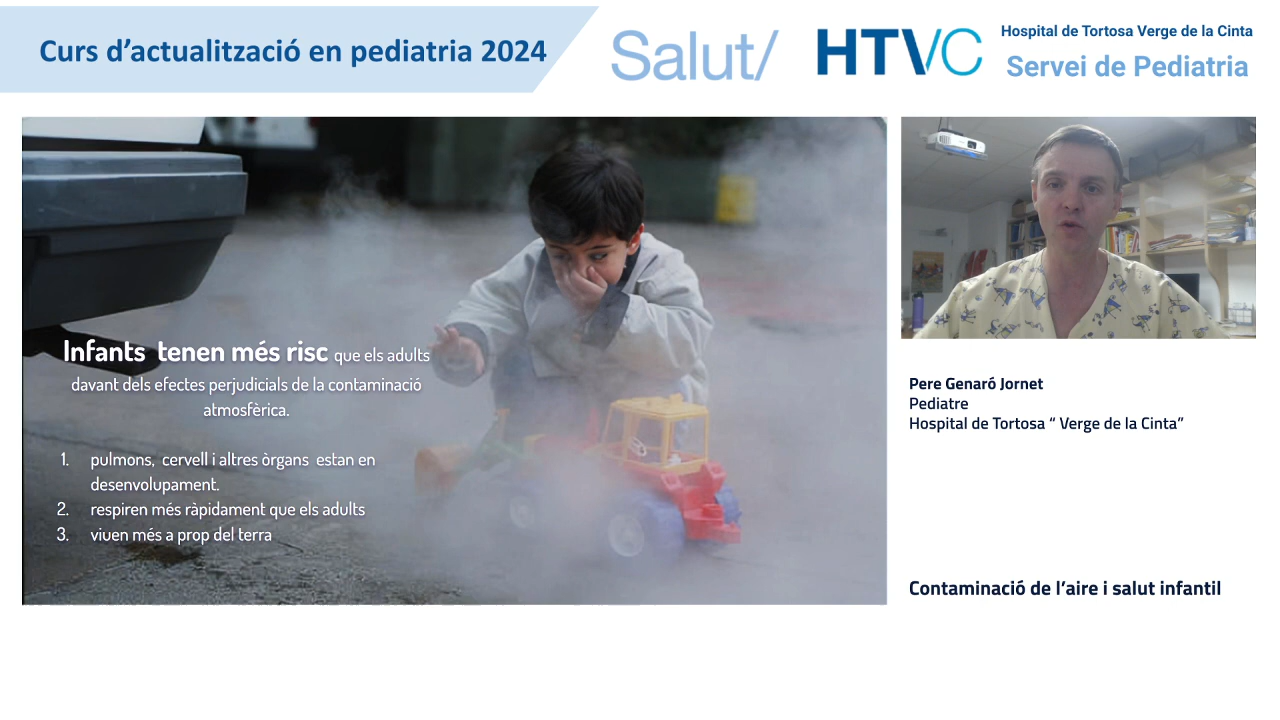 Curs d’actualització en pediatria 2024
Salut/
HTVC
Hospital de Tortosa Verge de la Cinta
Servei de Pediatria
Infants  tenen més risc que els adults
davant dels efectes perjudicials de la contaminació
atmosfèrica.
1. pulmons,  cervell i altres òrgans  estan en
desenvolupament.
2. respiren més ràpidament que els adults
3. viuen més a prop del terra
Pere Genaró Jornet
Pediatre
Hospital de Tortosa “ Verge de la Cinta”
Contaminació de l’aire i salut infantil